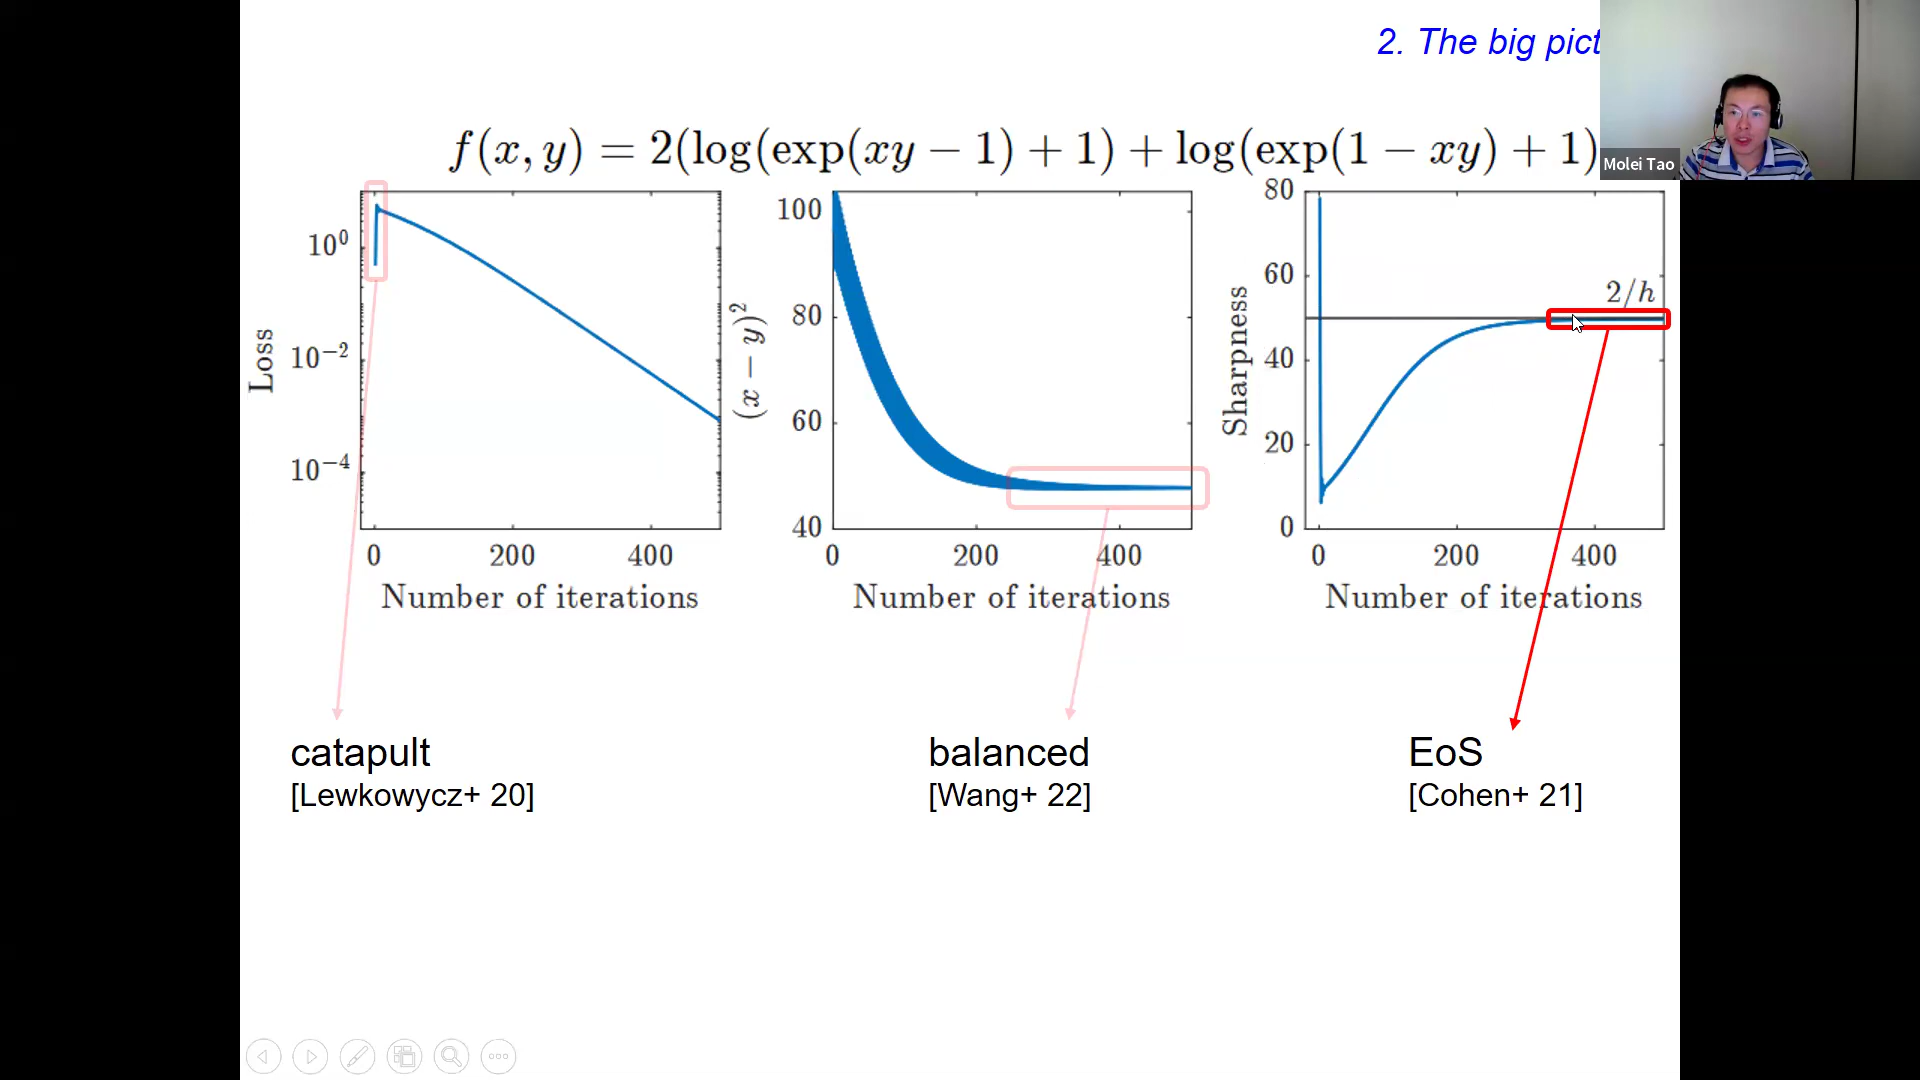 2. The big pict
Molei Tao
f(x, y) = 2(log(exp(xy − 1) + 1) + log(exp(1 − xy) + 1)
Loss
10^0
10^−2
10^−4
0 200 400
Number of iterations
(x − y)^2
100
80
60
40
0 200 400
Number of iterations
Sharpness
80
60
40
20
0
2/h
0 200 400
Number of iterations
catapult
[Lewkowycz+ 20]
balanced
[Wang+ 22]
EoS
[Cohen+ 21]